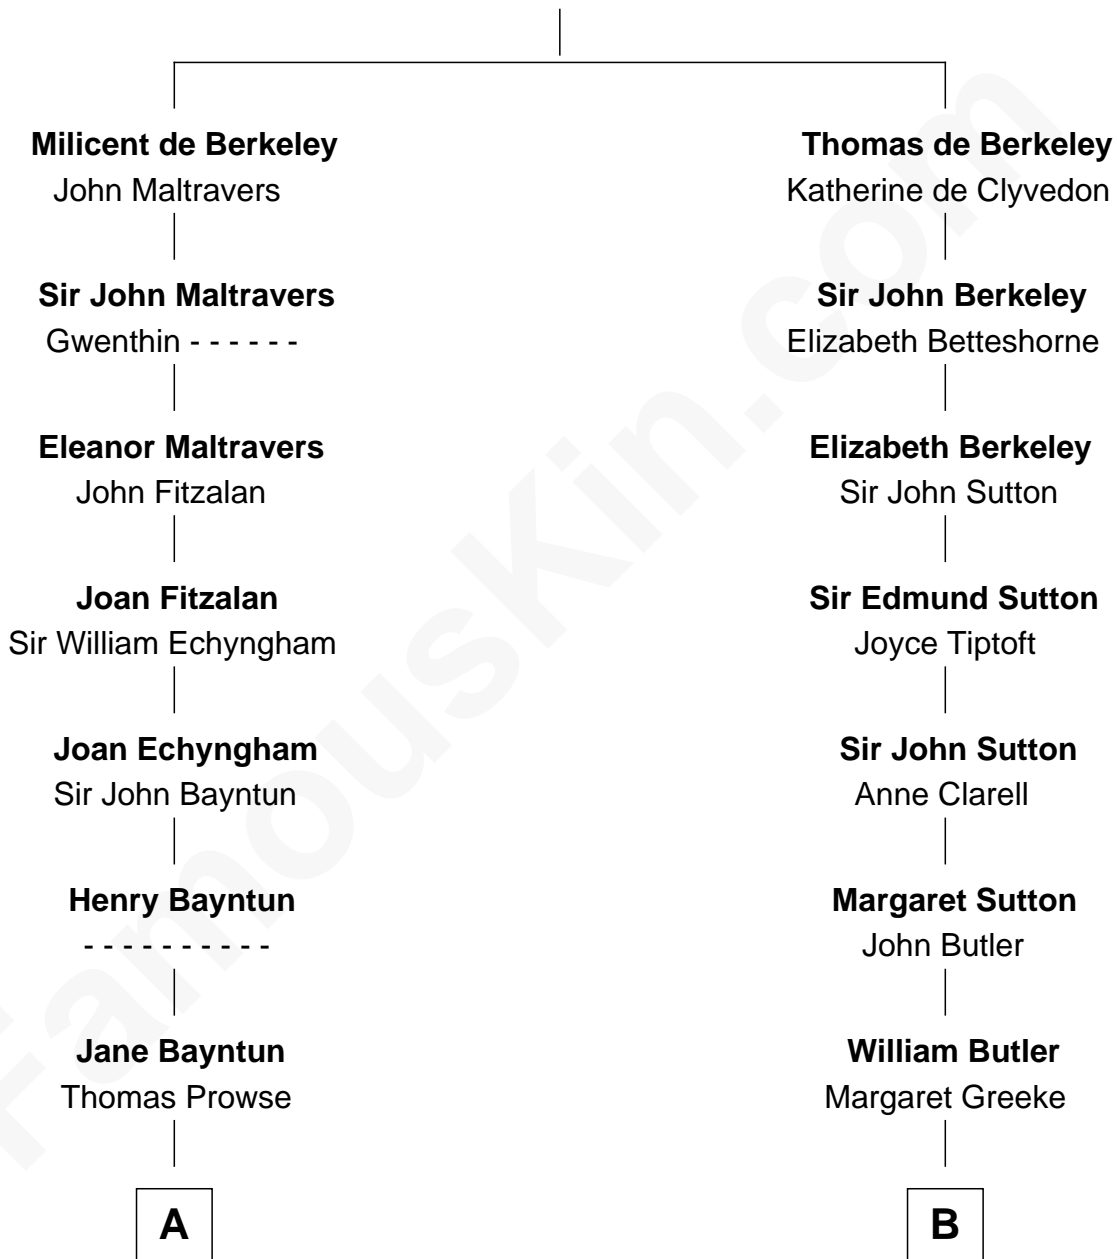 Milicent de Berkeley
John Maltravers
Sir John Maltravers
Gwenthin - - - - - -
Eleanor Maltravers
John Fitzalan
Joan Fitzalan
Sir William Echyngham
Joan Echyngham
Sir John Bayntun
Henry Bayntun
- - - - - - - - - -
Jane Bayntun
Thomas Prowse
A
Thomas de Berkeley
Katherine de Clyvedon
Sir John Berkeley
Elizabeth Betteshorne
Elizabeth Berkeley
Sir John Sutton
Sir Edmund Sutton
Joyce Tiptoft
Sir John Sutton
Anne Clarell
Margaret Sutton
John Butler
William Butler
Margaret Greeke
B
FamousKin.com